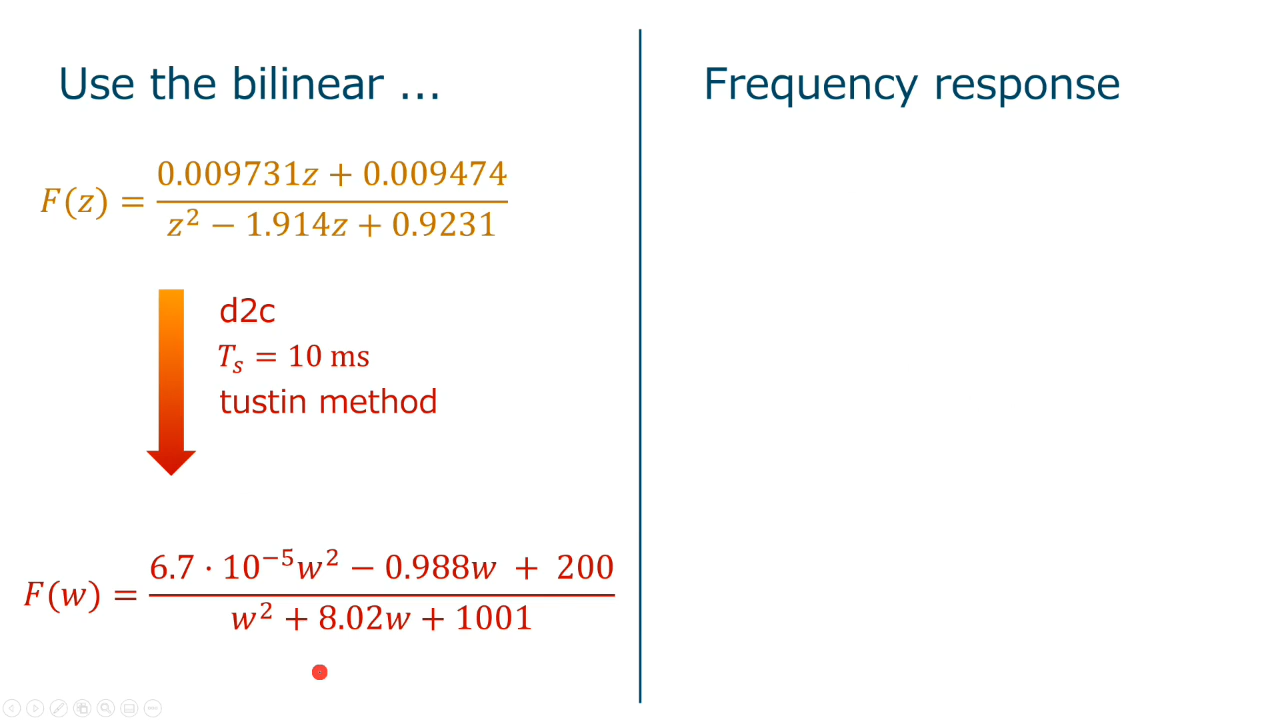 Use the bilinear ...
F(z) = (0.009731z + 0.009474) / (z² − 1.914z + 0.9231)
d2c
Tₛ = 10 ms
tustin method
F(w) = (6.7 · 10⁻⁵w² − 0.988w + 200) / (w² + 8.02w + 1001)
Frequency response